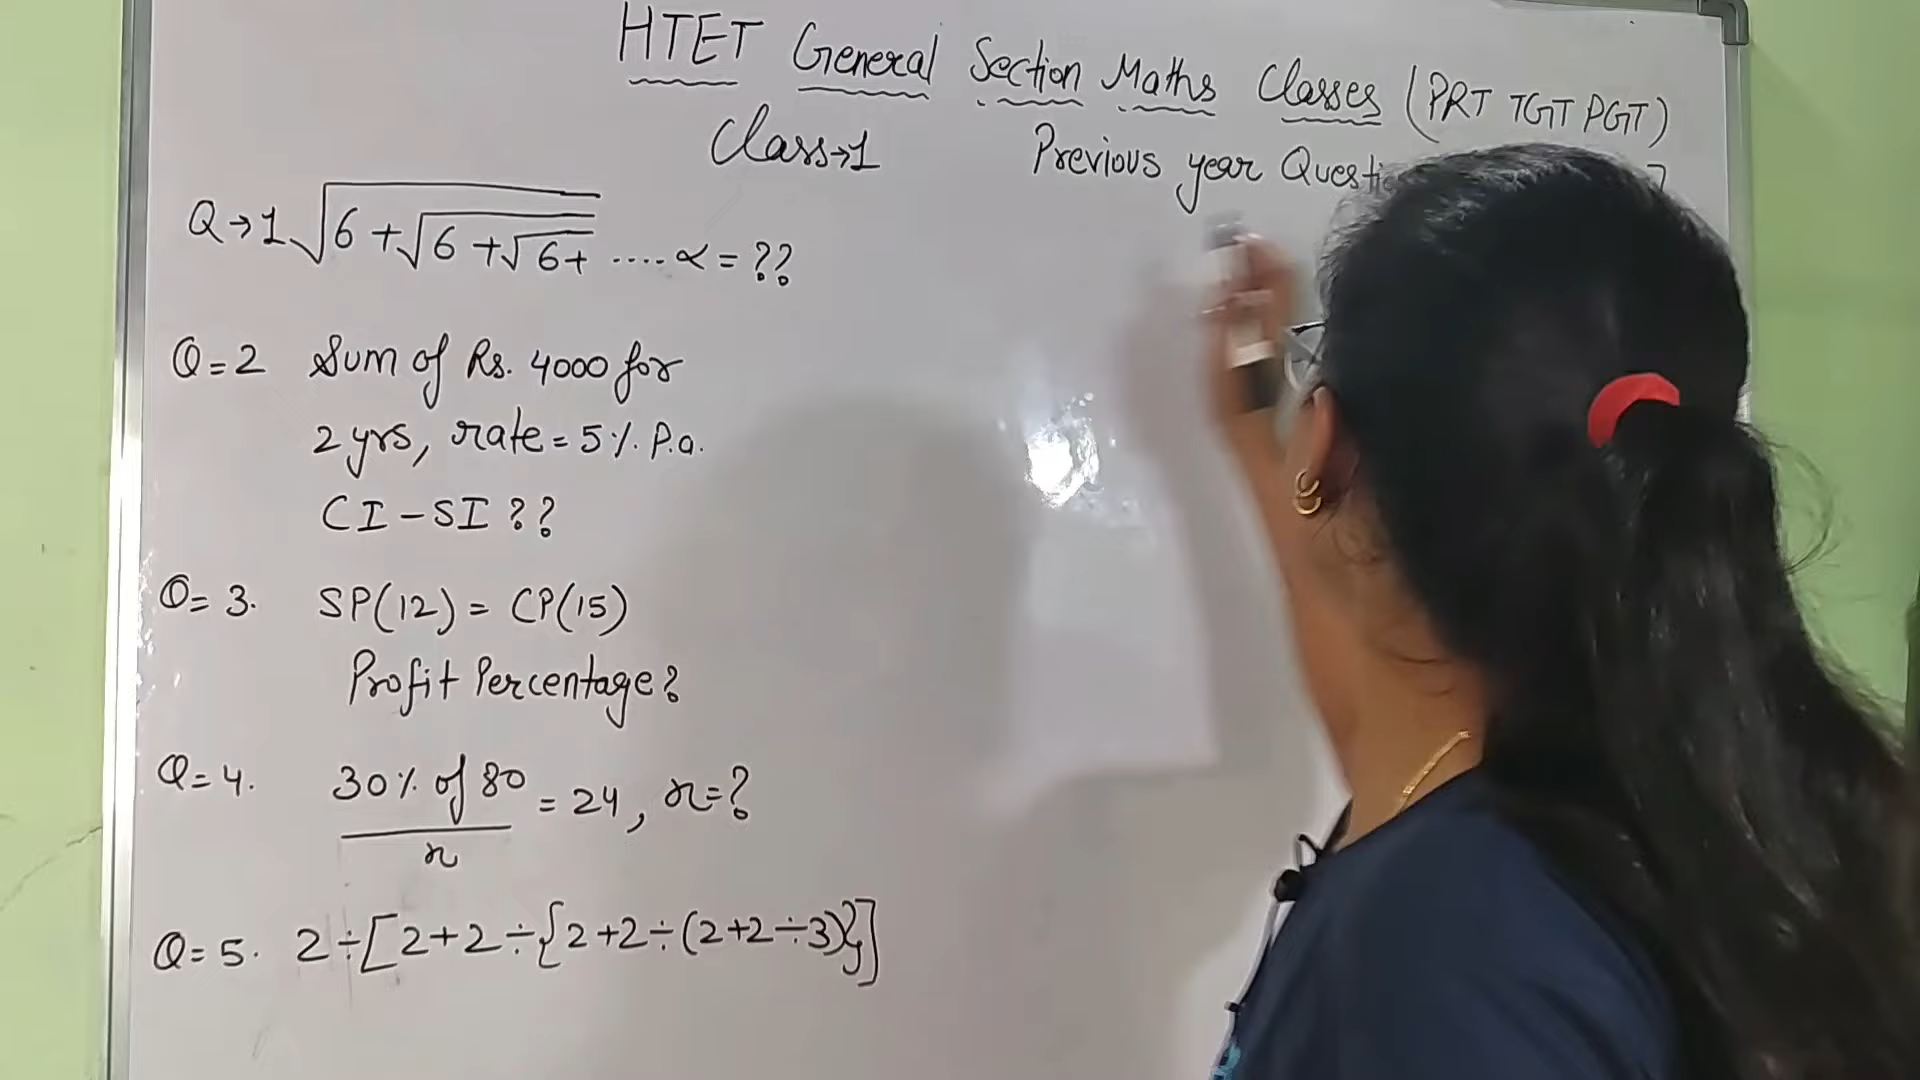 HTET General Section Maths Classes (PRT TGT PGT)
Class→1 Previous year
Q→1 √6+√6+√6+ ....∝ = ??
Q=2 Sum of Rs. 4000 for
2 yrs, rate = 5%. P.a.
CI - SI ??
Q= 3. SP(12) = CP(15)
Profit Percentage?
Q= 4. 30% of 80 / x = 24, x=?
Q= 5. 2÷[2+2÷{2+2÷(2+2÷3)}]